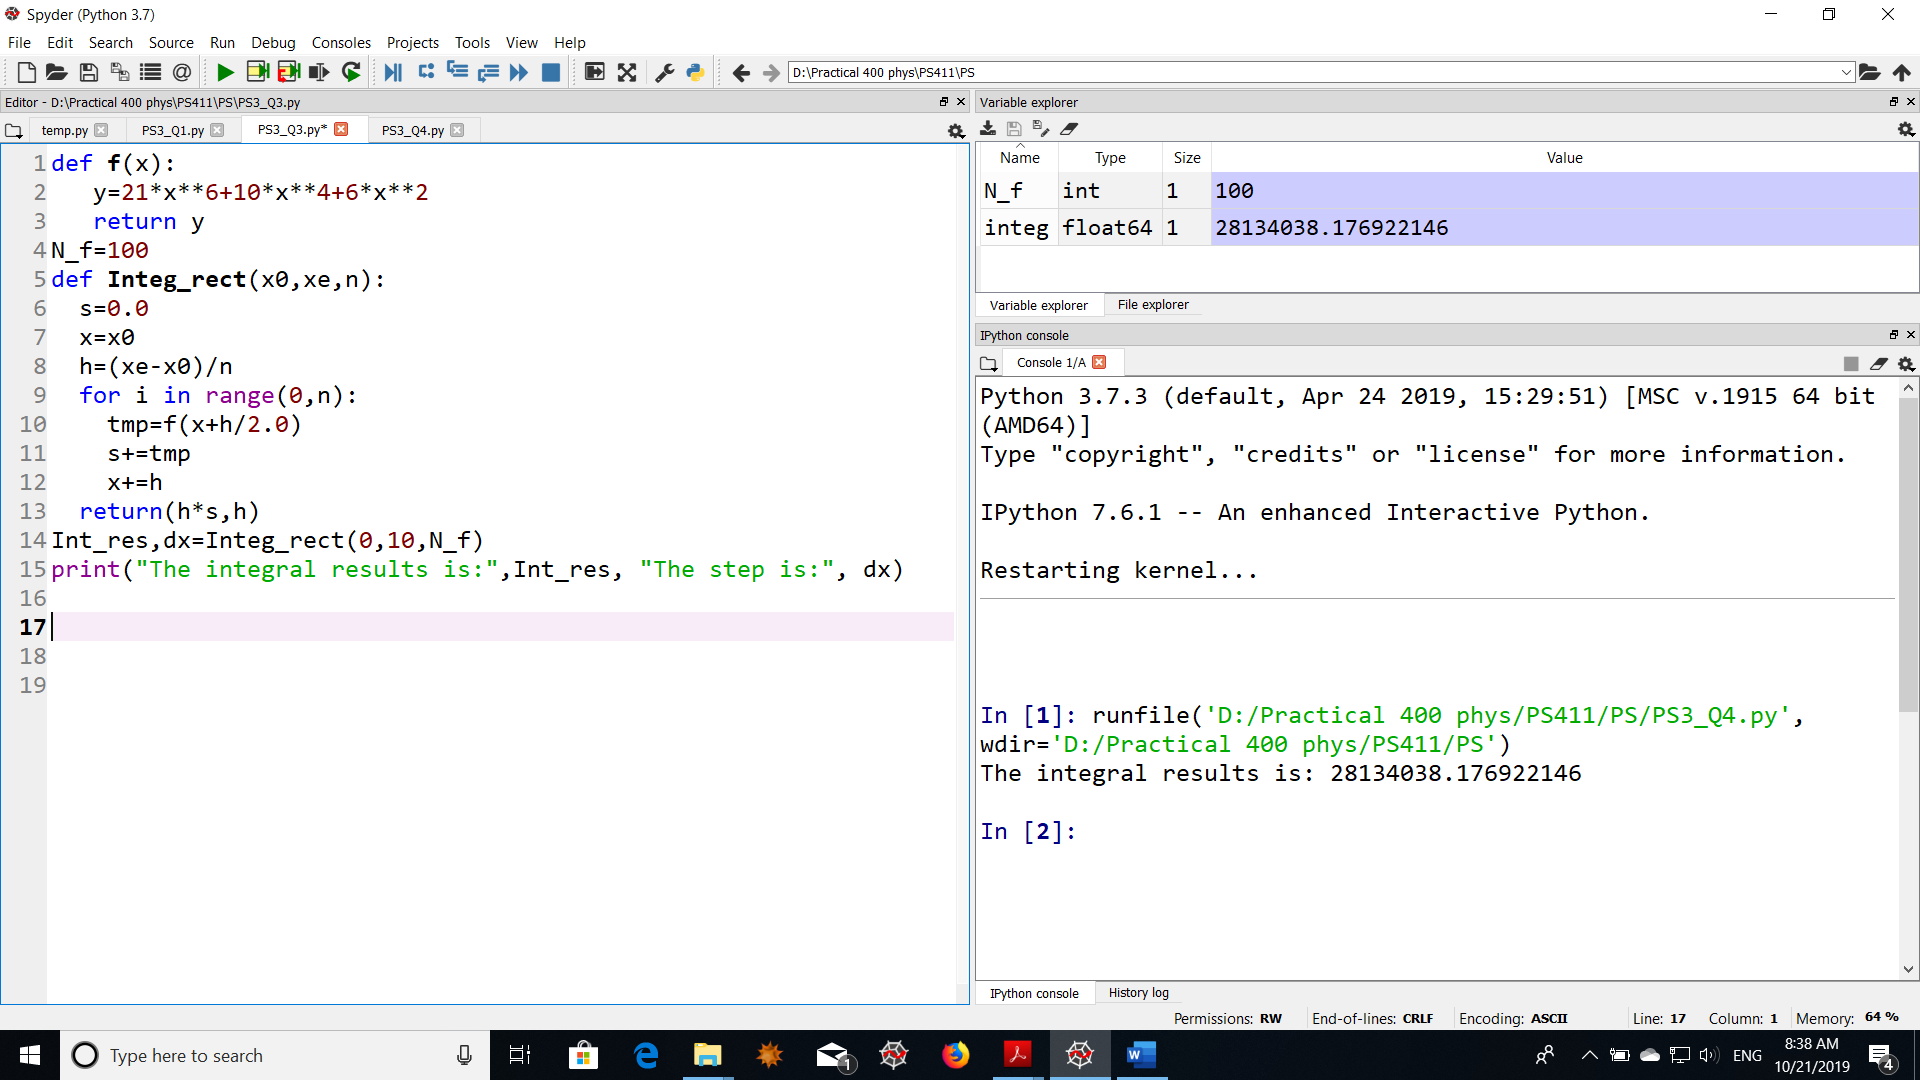 Spyder (Python 3.7)
File Edit Search Source Run Debug Consoles Projects Tools View Help
D:\Practical 400 phys\PS411\PS
Editor - D:\Practical 400 phys\PS411\PS\PS3_Q3.py
temp.py PS3_Q1.py PS3_Q3.py* PS3_Q4.py
1 def f(x):
2    y=21*x**6+10*x**4+6*x**2
3    return y
4 N_f=100
5 def Integ_rect(x0,xe,n):
6   s=0.0
7   x=x0
8   h=(xe-x0)/n
9   for i in range(0,n):
10     tmp=f(x+h/2.0)
11     s+=tmp
12     x+=h
13   return(h*s,h)
14 Int_res,dx=Integ_rect(0,10,N_f)
15 print("The integral results is:",Int_res, "The step is:", dx)
16
17
18
19
Variable explorer
Name Type Size Value
N_f int 1 100
integ float64 1 28134038.176922146
Variable explorer File explorer
IPython console
Console 1/A
Python 3.7.3 (default, Apr 24 2019, 15:29:51) [MSC v.1915 64 bit
(AMD64)]
Type "copyright", "credits" or "license" for more information.
IPython 7.6.1 -- An enhanced Interactive Python.
Restarting kernel...
In [1]: runfile('D:/Practical 400 phys/PS411/PS/PS3_Q4.py',
wdir='D:/Practical 400 phys/PS411/PS')
The integral results is: 28134038.176922146
In [2]:
IPython console History log
Permissions: RW End-of-lines: CRLF Encoding: ASCII Line: 17 Column: 1 Memory: 64 %
Type here to search
1
W
ENG
8:38 AM
10/21/2019
4